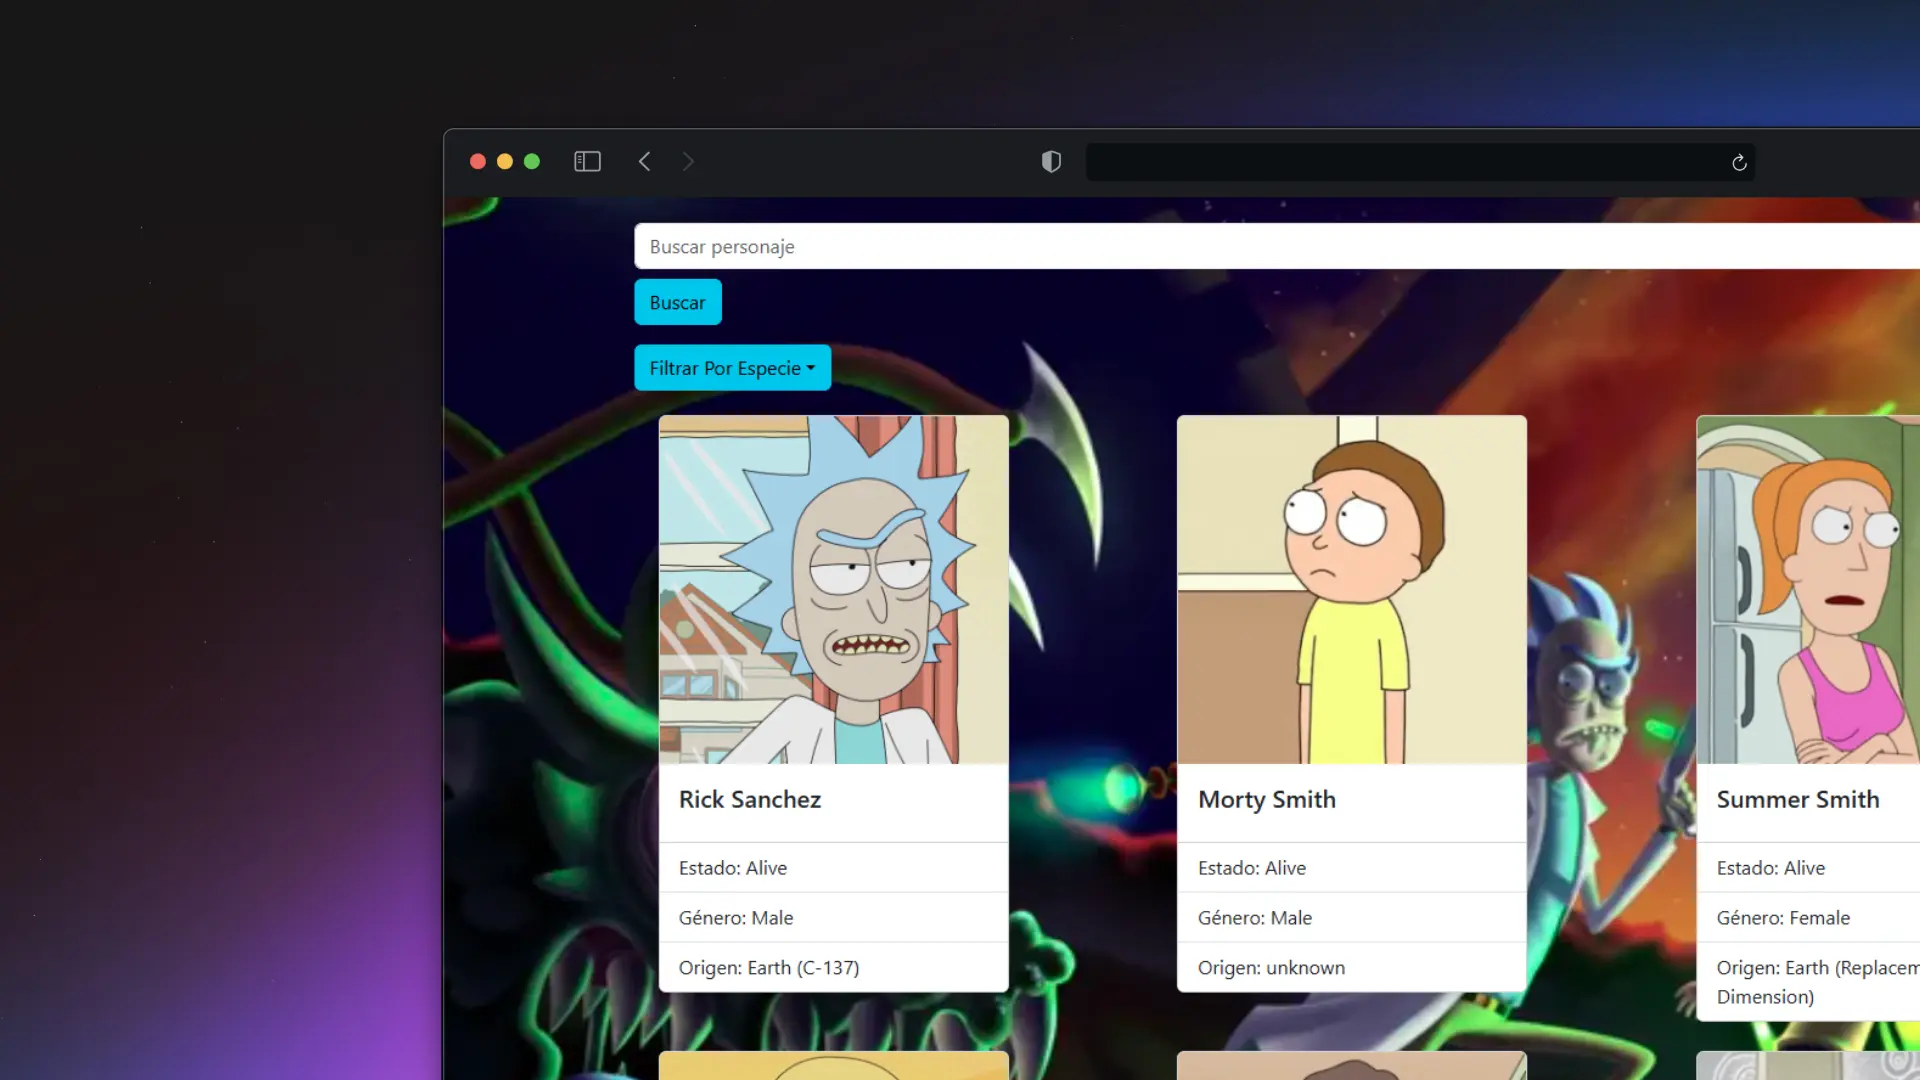 Buscar personaje
Buscar
Filtrar Por Especie
Rick Sanchez
Estado: Alive
Género: Male
Origen: Earth (C-137)
Morty Smith
Estado: Alive
Género: Male
Origen: unknown
Summer Smith
Estado: Alive
Género: Female
Origen: Earth (Replacem
Dimension)